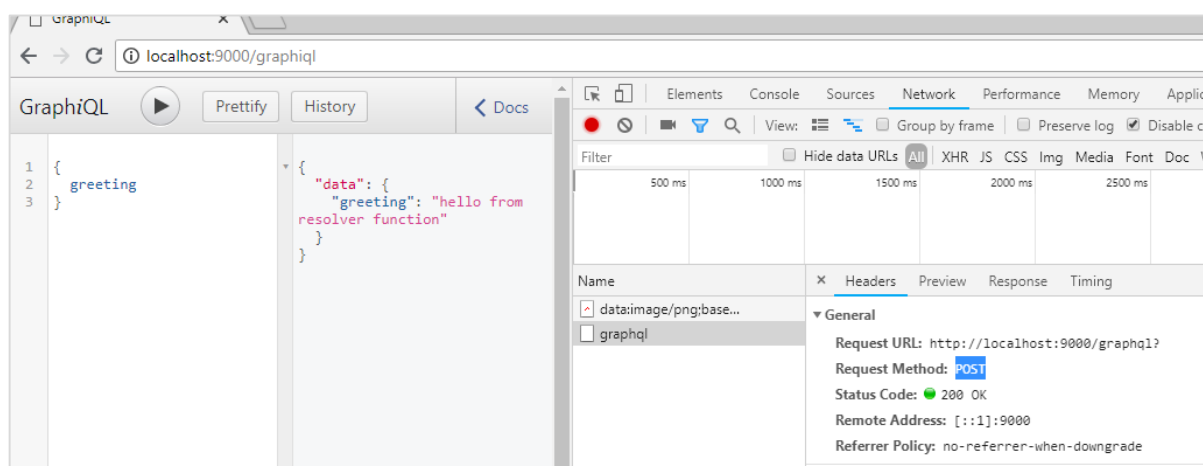 GraphiQL
localhost:9000/graphiql
GraphiQL Prettify History Docs
1 {
2 greeting
3 }
{
"data": {
"greeting": "hello from
resolver function"
}
}
Elements Console Sources Network Performance Memory Applic
View: Group by frame Preserve log Disable c
Filter Hide data URLs All XHR JS CSS Img Media Font Doc
500 ms 1000 ms 1500 ms 2000 ms 2500 ms
Name
data:image/png;base...
graphql
× Headers Preview Response Timing
General
Request URL: http://localhost:9000/graphql?
Request Method: POST
Status Code: 200 OK
Remote Address: [::1]:9000
Referrer Policy: no-referrer-when-downgrade